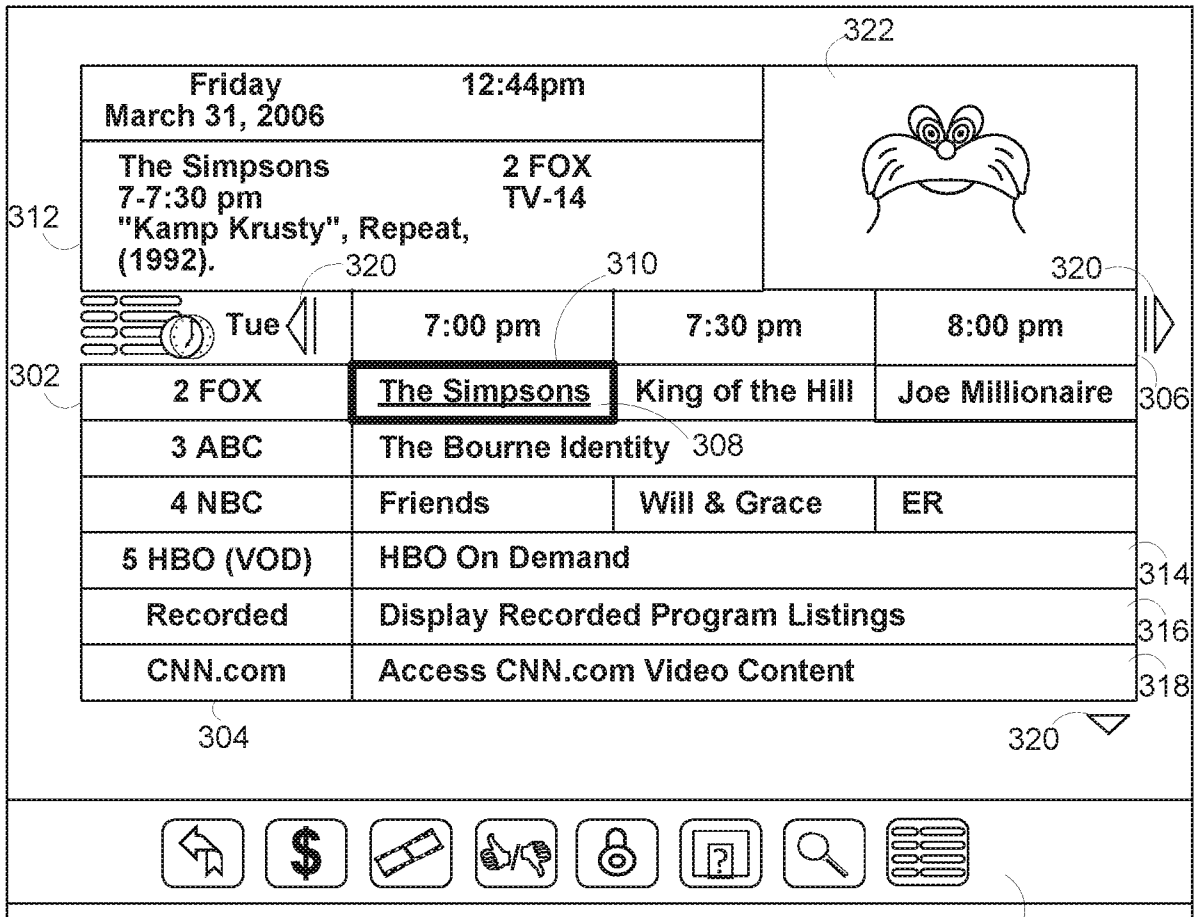 322
Friday 12:44pm
March 31, 2006
The Simpsons 2 FOX
7-7:30 pm TV-14
"Kamp Krusty", Repeat,
(1992).
312
320
310
320
Tue 7:00 pm 7:30 pm 8:00 pm
302
2 FOX The Simpsons King of the Hill Joe Millionaire
306
3 ABC The Bourne Identity
308
4 NBC Friends Will & Grace ER
5 HBO (VOD) HBO On Demand
314
Recorded Display Recorded Program Listings
316
CNN.com Access CNN.com Video Content
318
304
320
$
/
?